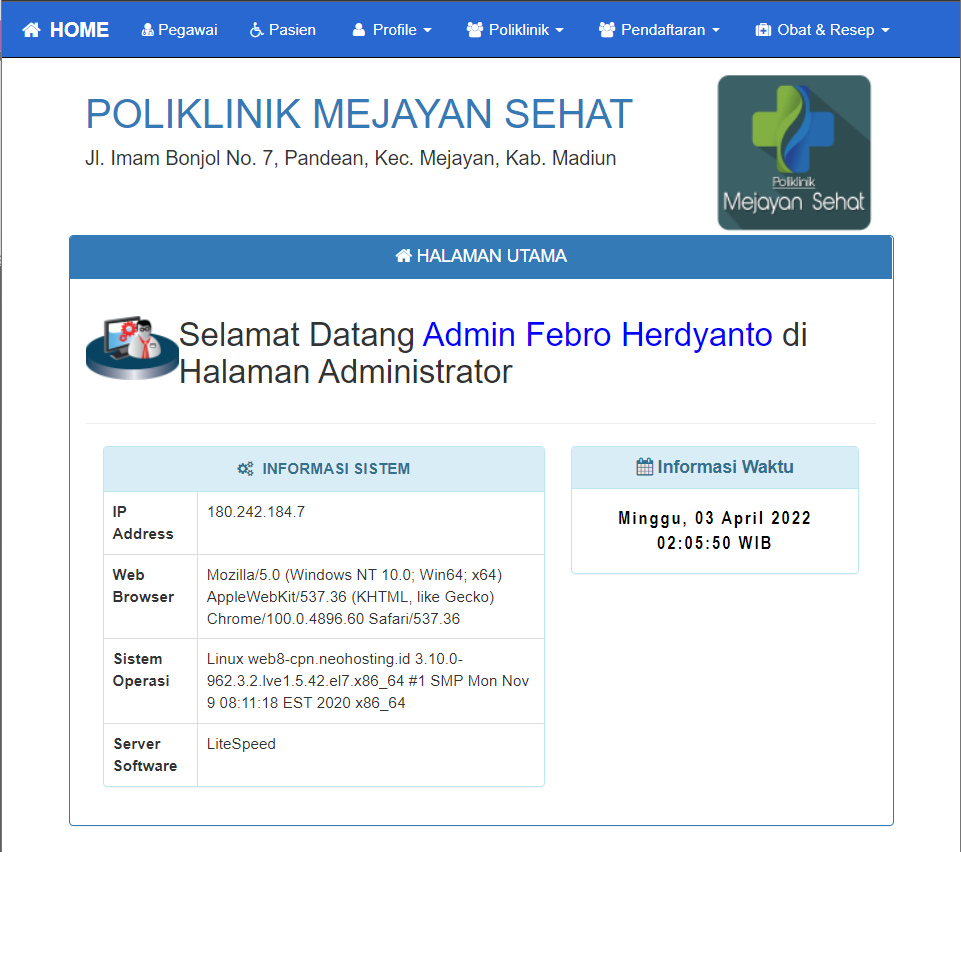 HOME Pegawai Pasien Profile Poliklinik Pendaftaran Obat & Resep
POLIKLINIK MEJAYAN SEHAT
Jl. Imam Bonjol No. 7, Pandean, Kec. Mejayan, Kab. Madiun
Poliklinik
Mejayan Sehat
HALAMAN UTAMA
Selamat Datang Admin Febro Herdyanto di
Halaman Administrator
INFORMASI SISTEM
IP
Address
180.242.184.7
Web
Browser
Mozilla/5.0 (Windows NT 10.0; Win64; x64)
AppleWebKit/537.36 (KHTML, like Gecko)
Chrome/100.0.4896.60 Safari/537.36
Sistem
Operasi
Linux web8-cpn.neohosting.id 3.10.0-
962.3.2.lve1.5.42.el7.x86_64 #1 SMP Mon Nov
9 08:11:18 EST 2020 x86_64
Server
Software
LiteSpeed
Informasi Waktu
Minggu, 03 April 2022
02:05:50 WIB